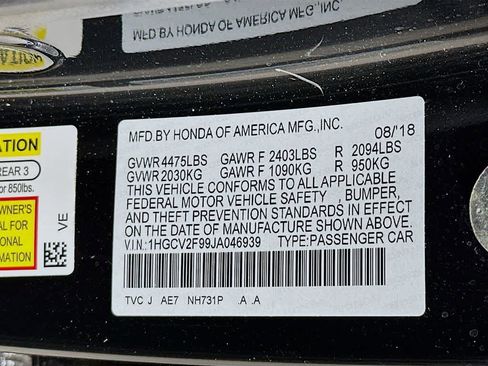 MFD BY HONDA OF AMERICA MFG.,INC.
ATION
REAR 3
r 850lbs.
WNER'S
AL FOR
ONAL
RMATION
VE
MFD.BY HONDA OF AMERICA MFG.,INC. 08/'18
GVWR 4475LBS GAWR F 2403LBS R 2094LBS
GVWR 2030KG GAWR F 1090KG R 950KG
THIS VEHICLE CONFORMS TO ALL APPLICABLE
FEDERAL MOTOR VEHICLE SAFETY , BUMPER,
AND THEFT PREVENTION STANDARDS IN EFFECT
ON THE DATE OF MANUFACTURE SHOWN ABOVE.
V.I.N:1HGCV2F99JA046939 TYPE:PASSENGER CAR
TVC J AE7 NH731P .A .A